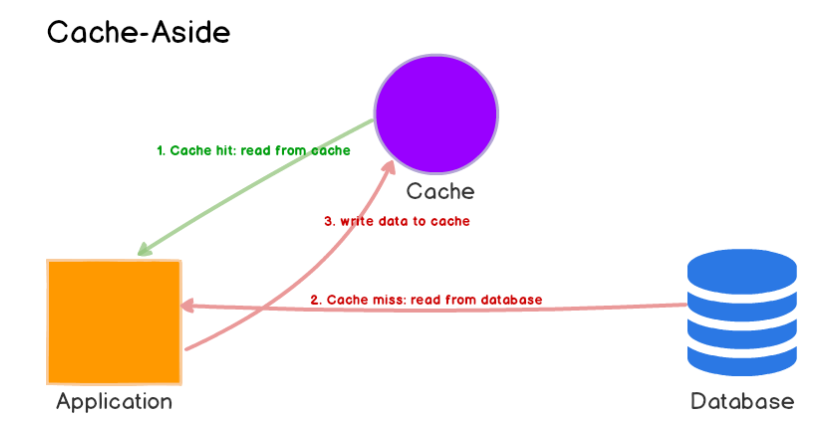 Cache-Aside
1. Cache hit: read from cache
Cache
3. write data to cache
2. Cache miss: read from database
Application
Database